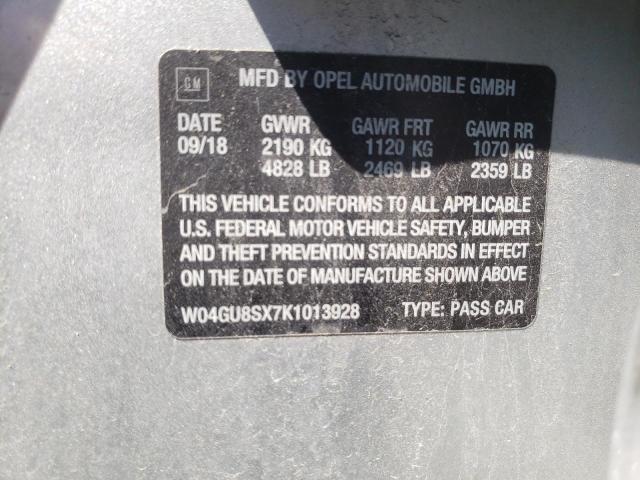 GM MFD BY OPEL AUTOMOBILE GMBH
DATE GVWR GAWR FRT GAWR RR
09/18 2190 KG 1120 KG 1070 KG
4828 LB 2469 LB 2359 LB
THIS VEHICLE CONFORMS TO ALL APPLICABLE
U.S. FEDERAL MOTOR VEHICLE SAFETY, BUMPER
AND THEFT PREVENTION STANDARDS IN EFFECT
ON THE DATE OF MANUFACTURE SHOWN ABOVE
W04GU8SX7K1013928 TYPE: PASS CAR